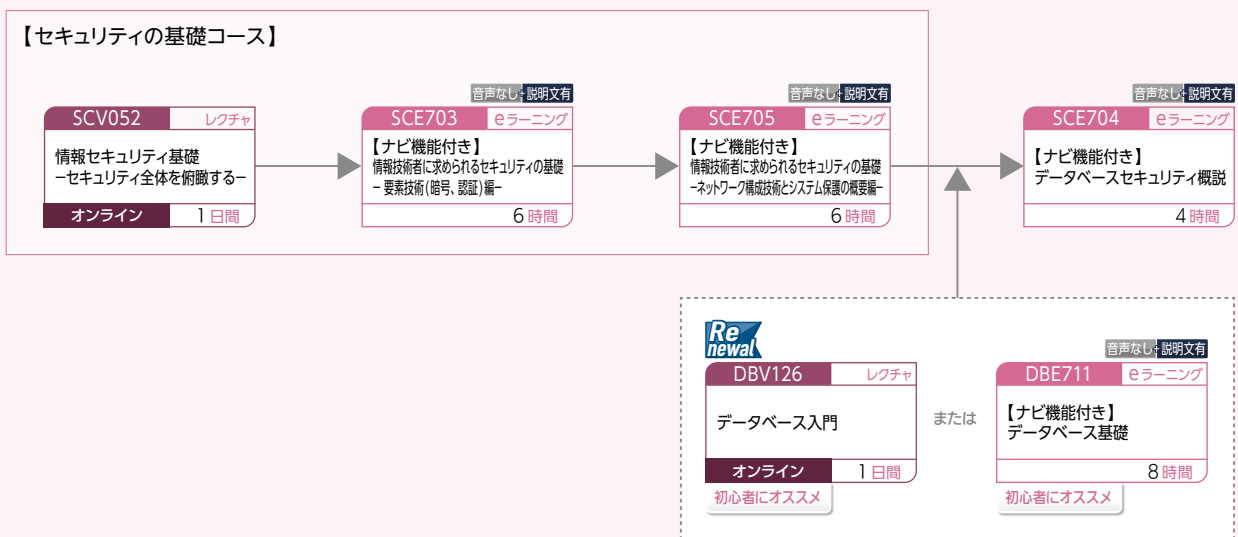 【セキュリティの基礎コース】
SCV052 レクチャ
情報セキュリティ基礎
ーセキュリティ全体を俯瞰するー
オンライン 1日間
音声なし+説明文有
SCE703 eラーニング
【ナビ機能付き】
情報技術者に求められるセキュリティの基礎
ー要素技術(暗号、認証)編ー
6時間
音声なし+説明文有
SCE705 eラーニング
【ナビ機能付き】
情報技術者に求められるセキュリティの基礎
ーネットワーク構成技術とシステム保護の概要編ー
6時間
音声なし+説明文有
SCE704 eラーニング
【ナビ機能付き】
データベースセキュリティ概説
4時間
Re
newal
DBV126 レクチャ
データベース入門
オンライン 1日間
初心者にオススメ
または
音声なし+説明文有
DBE711 eラーニング
【ナビ機能付き】
データベース基礎
8時間
初心者にオススメ